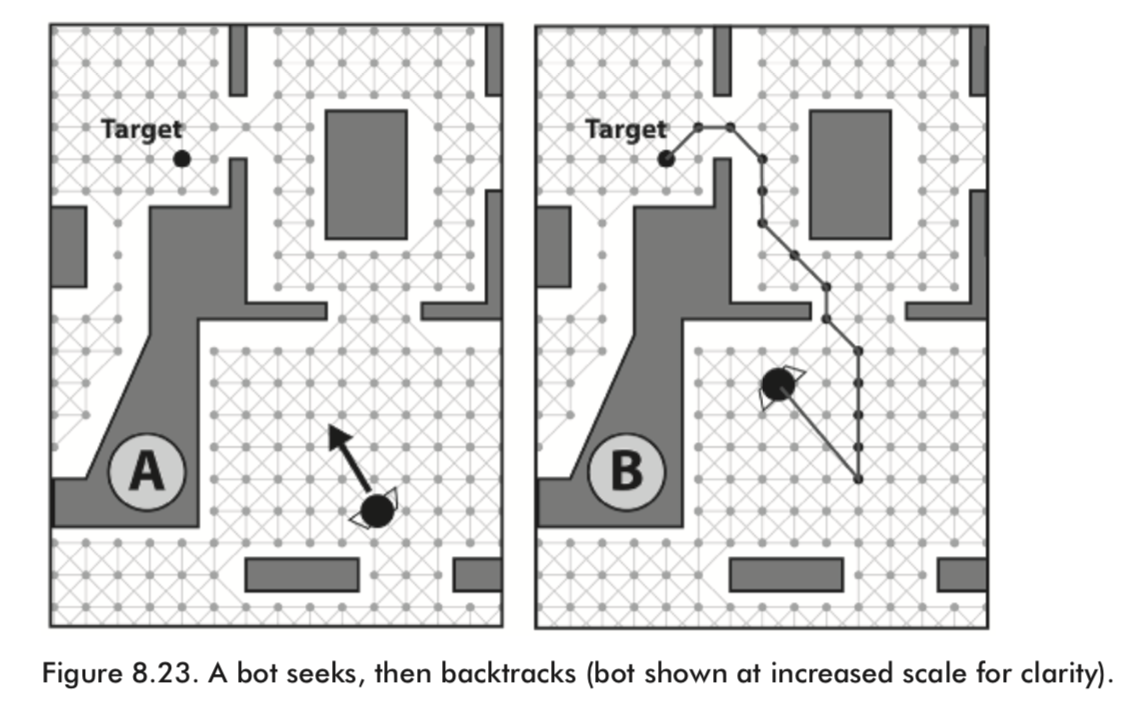 Target
A
Target
B
Figure 8.23. A bot seeks, then backtracks (bot shown at increased scale for clarity).